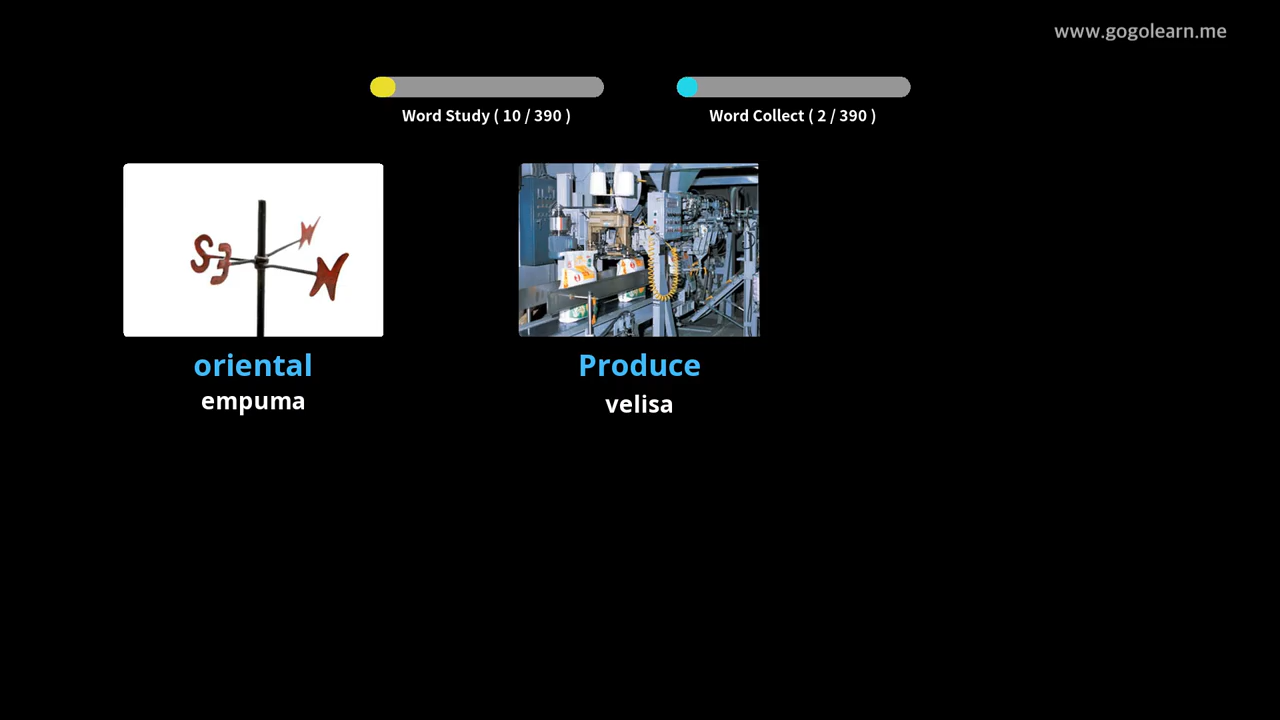 www.gogolearn.me
Word Study ( 10 / 390 )
Word Collect ( 2 / 390 )
S E N
oriental
empuma
Produce
velisa